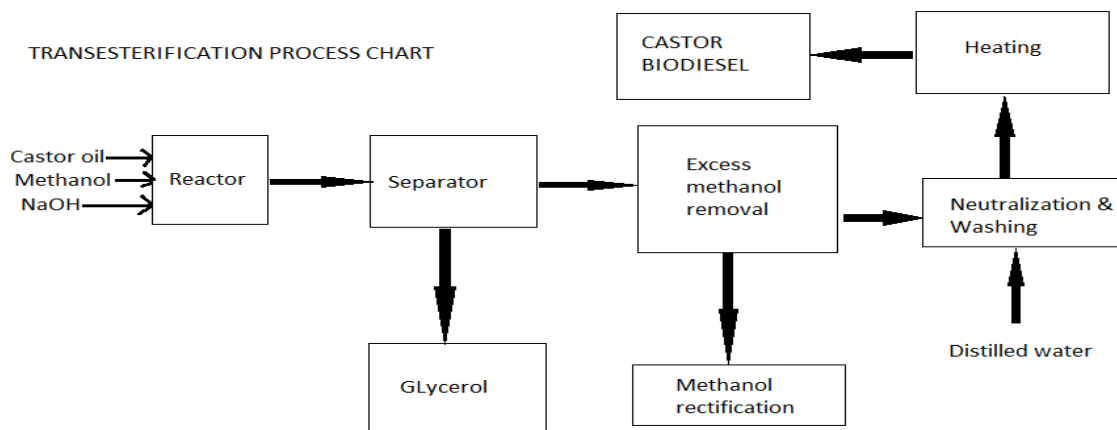 TRANSESTERIFICATION PROCESS CHART
CASTOR
BIODIESEL
Heating
Castor oil
Methanol
NaOH
Reactor
Separator
Excess
methanol
removal
Neutralization &
Washing
GLycerol
Methanol
rectification
Distilled water